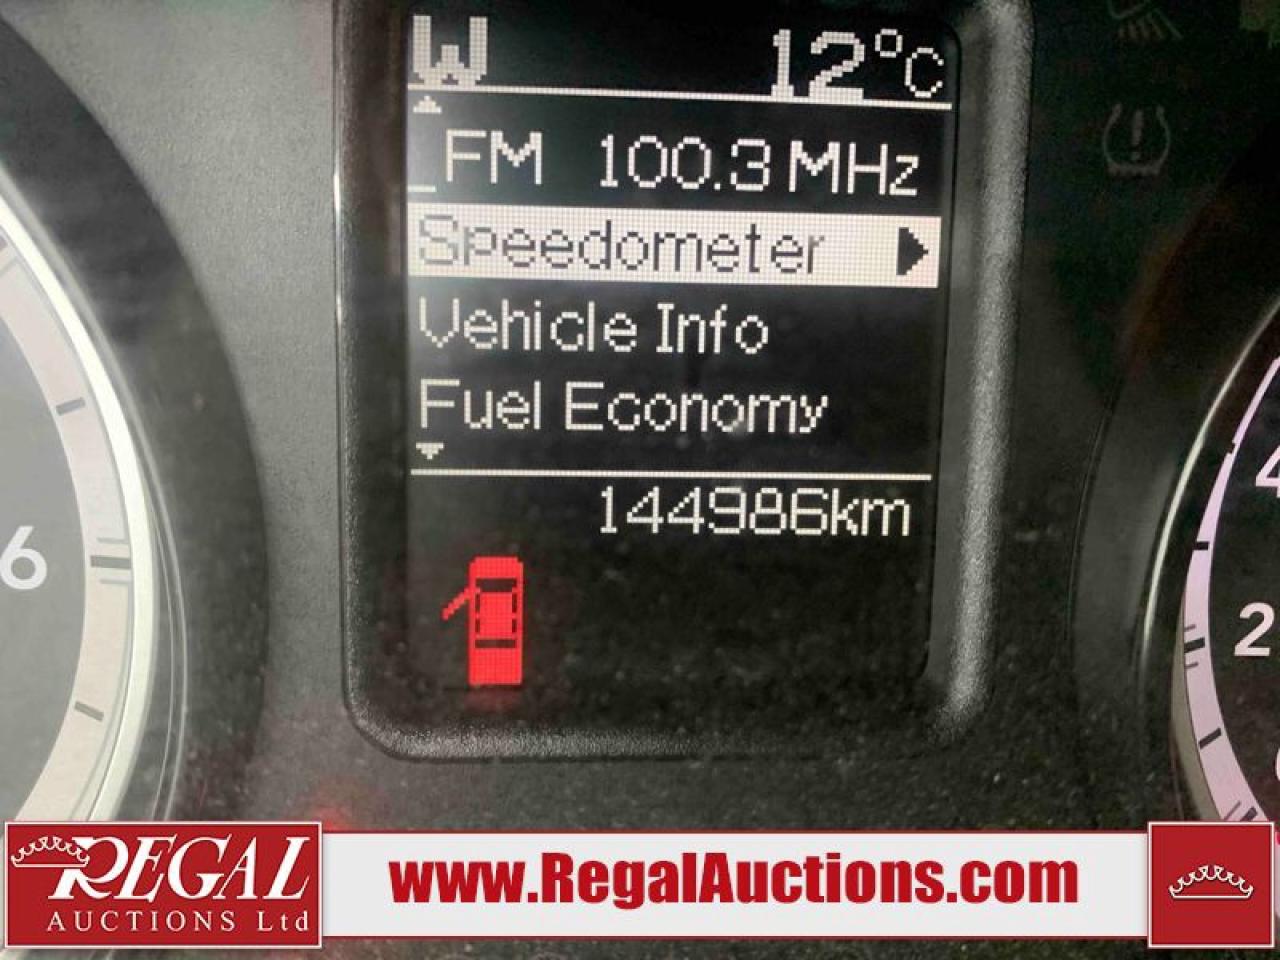 W 12°C
FM 100.3 MHz
Speedometer
Vehicle Info
Fuel Economy
144986km
6
4
2
REGAL
AUCTIONS Ltd
www.RegalAuctions.com